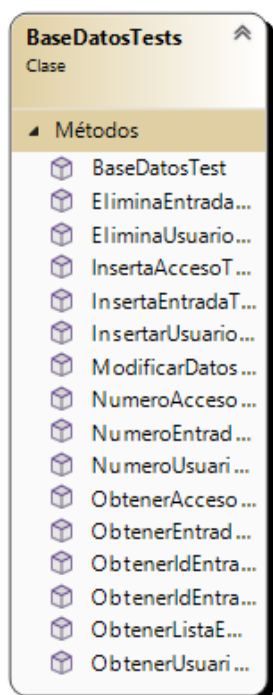 BaseDatosTests
Clase
Métodos
BaseDatosTest
EliminaEntrada...
EliminaUsuario...
InsertaAccesoT...
InsertaEntradaT...
InsertarUsuario...
ModificarDatos...
NumeroAcceso...
NumeroEntrad...
NumeroUsuari...
ObtenerAcceso...
ObtenerEntrad...
ObtenerIdEntra...
ObtenerIdEntra...
ObtenerListaE...
ObtenerUsuari...